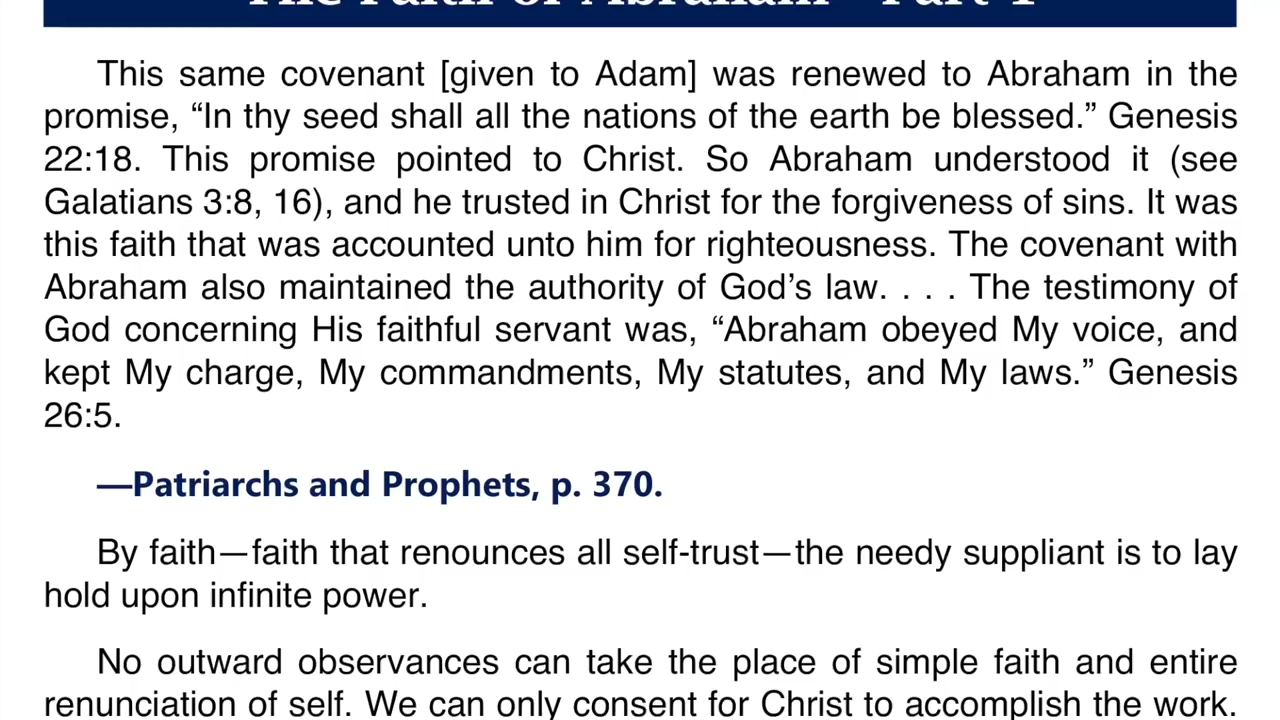 The Faith of Abraham—Part 1
This same covenant [given to Adam] was renewed to Abraham in the
promise, “In thy seed shall all the nations of the earth be blessed.” Genesis
22:18. This promise pointed to Christ. So Abraham understood it (see
Galatians 3:8, 16), and he trusted in Christ for the forgiveness of sins. It was
this faith that was accounted unto him for righteousness. The covenant with
Abraham also maintained the authority of God’s law. . . . The testimony of
God concerning His faithful servant was, “Abraham obeyed My voice, and
kept My charge, My commandments, My statutes, and My laws.” Genesis
26:5.
—Patriarchs and Prophets, p. 370.
By faith—faith that renounces all self-trust—the needy suppliant is to lay
hold upon infinite power.
No outward observances can take the place of simple faith and entire
renunciation of self. We can only consent for Christ to accomplish the work.